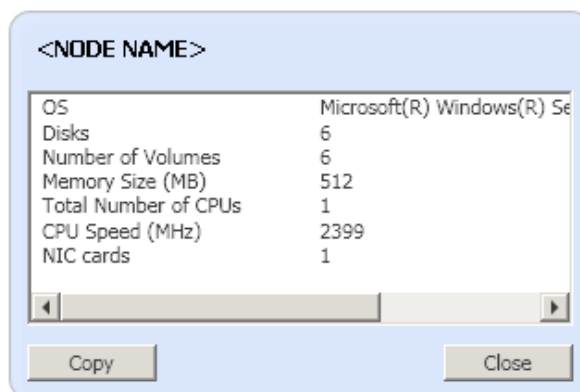 <NODE NAME>
OS Microsoft(R) Windows(R) Se
Disks 6
Number of Volumes 6
Memory Size (MB) 512
Total Number of CPUs 1
CPU Speed (MHz) 2399
NIC cards 1
Copy Close